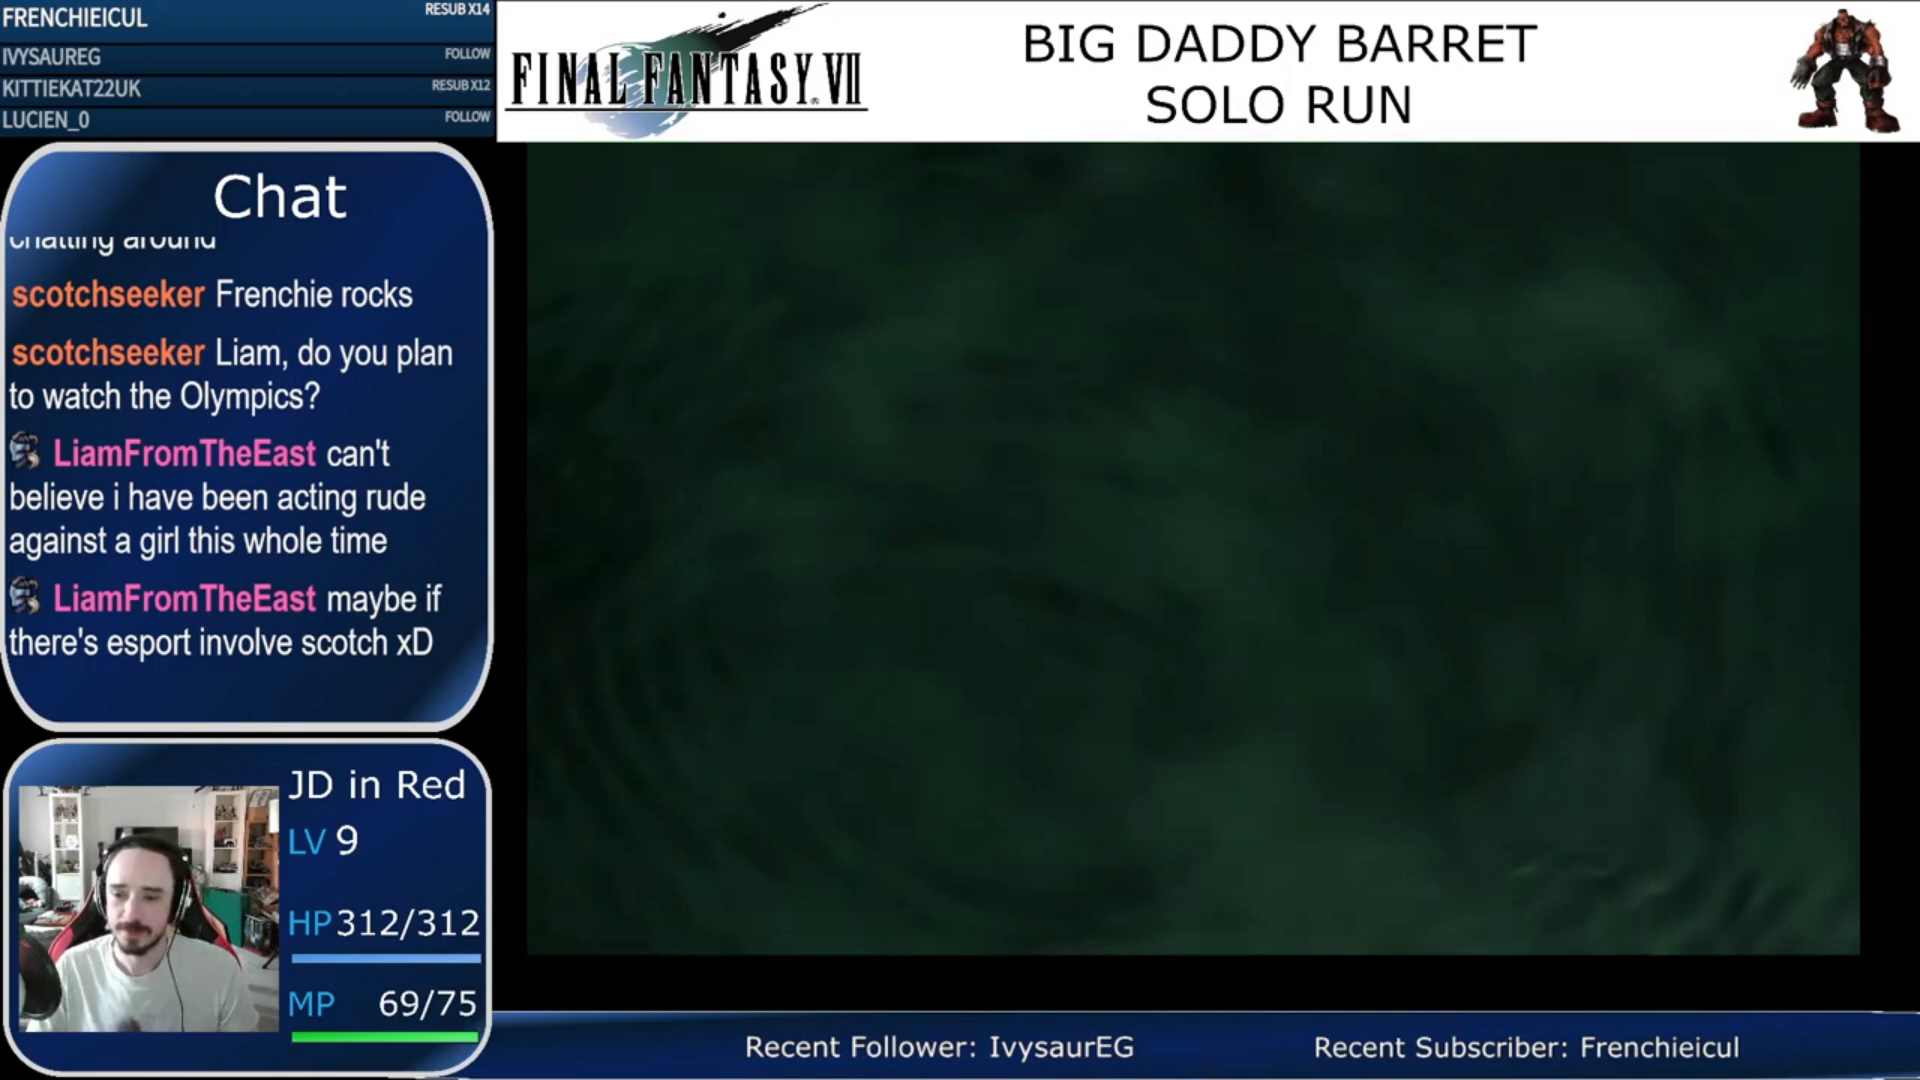 FRENCHIEICUL RESUB X14
IVYSAUREG FOLLOW
KITTIEKAT22UK RESUB X12
LUCIEN_0 FOLLOW
FINAL FANTASY VII
BIG DADDY BARRET
SOLO RUN
Chat
chatting around
scotchseeker Frenchie rocks
scotchseeker Liam, do you plan
to watch the Olympics?
LiamFromTheEast can't
believe i have been acting rude
against a girl this whole time
LiamFromTheEast maybe if
there's esport involve scotch xD
JD in Red
LV 9
HP 312/312
MP 69/75
Recent Follower: IvysaurEG
Recent Subscriber: Frenchieicul